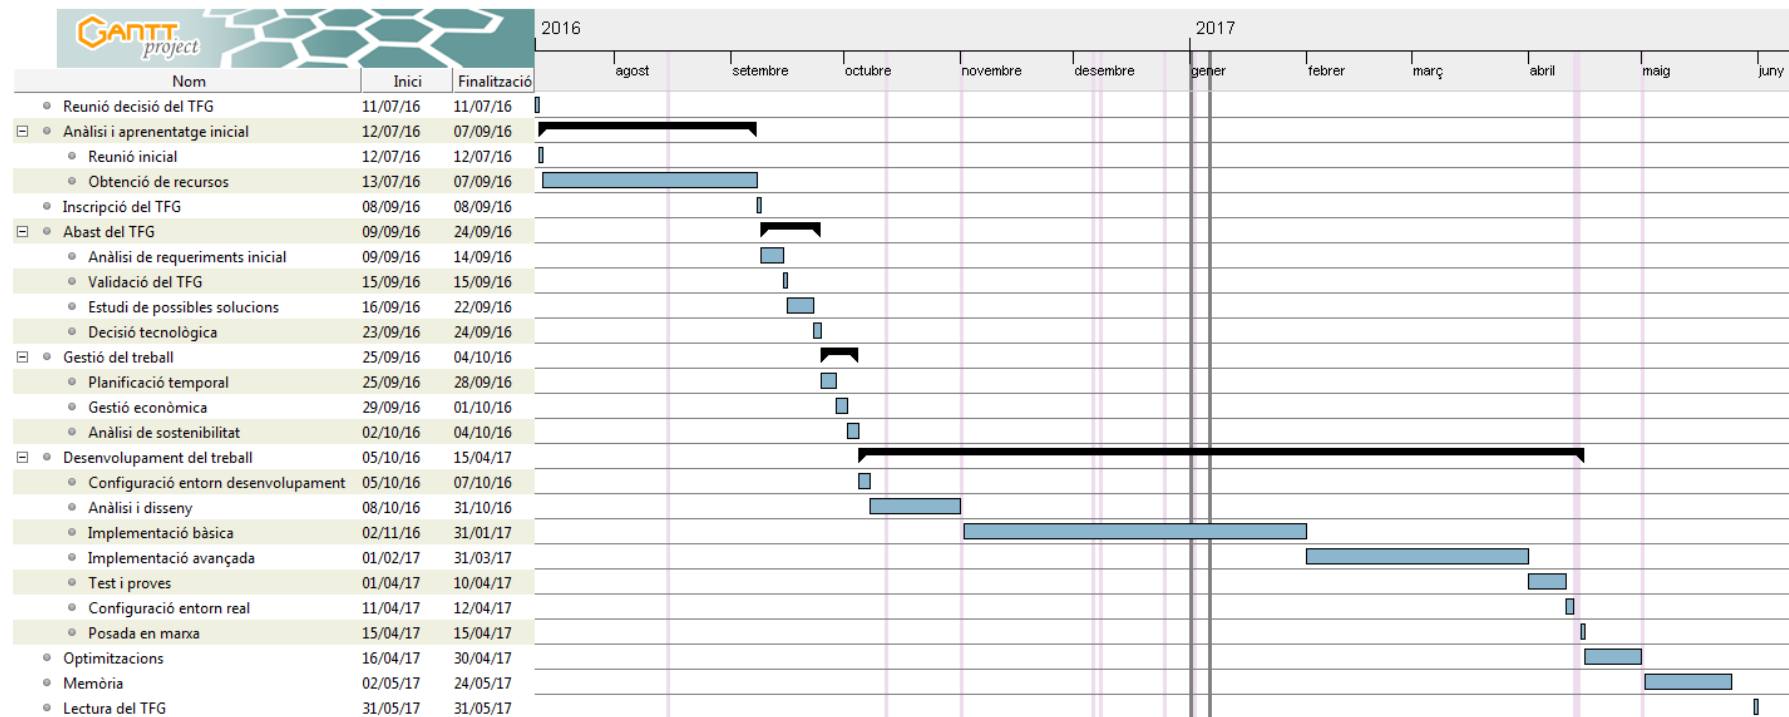 GANTT project
2016 2017
agost setembre octubre novembre desembre gener febrer març abril maig juny
Nom Inici Finalització
Reunió decisió del TFG 11/07/16 11/07/16
Anàlisi i aprenentatge inicial 12/07/16 07/09/16
Reunió inicial 12/07/16 12/07/16
Obtenció de recursos 13/07/16 07/09/16
Inscripció del TFG 08/09/16 08/09/16
Abast del TFG 09/09/16 24/09/16
Anàlisi de requeriments inicial 09/09/16 14/09/16
Validació del TFG 15/09/16 15/09/16
Estudi de possibles solucions 16/09/16 22/09/16
Decisió tecnològica 23/09/16 24/09/16
Gestió del treball 25/09/16 04/10/16
Planificació temporal 25/09/16 28/09/16
Gestió econòmica 29/09/16 01/10/16
Anàlisi de sostenibilitat 02/10/16 04/10/16
Desenvolupament del treball 05/10/16 15/04/17
Configuració entorn desenvolupament 05/10/16 07/10/16
Anàlisi i disseny 08/10/16 31/10/16
Implementació bàsica 02/11/16 31/01/17
Implementació avançada 01/02/17 31/03/17
Test i proves 01/04/17 10/04/17
Configuració entorn real 11/04/17 12/04/17
Posada en marxa 15/04/17 15/04/17
Optimitzacions 16/04/17 30/04/17
Memòria 02/05/17 24/05/17
Lectura del TFG 31/05/17 31/05/17